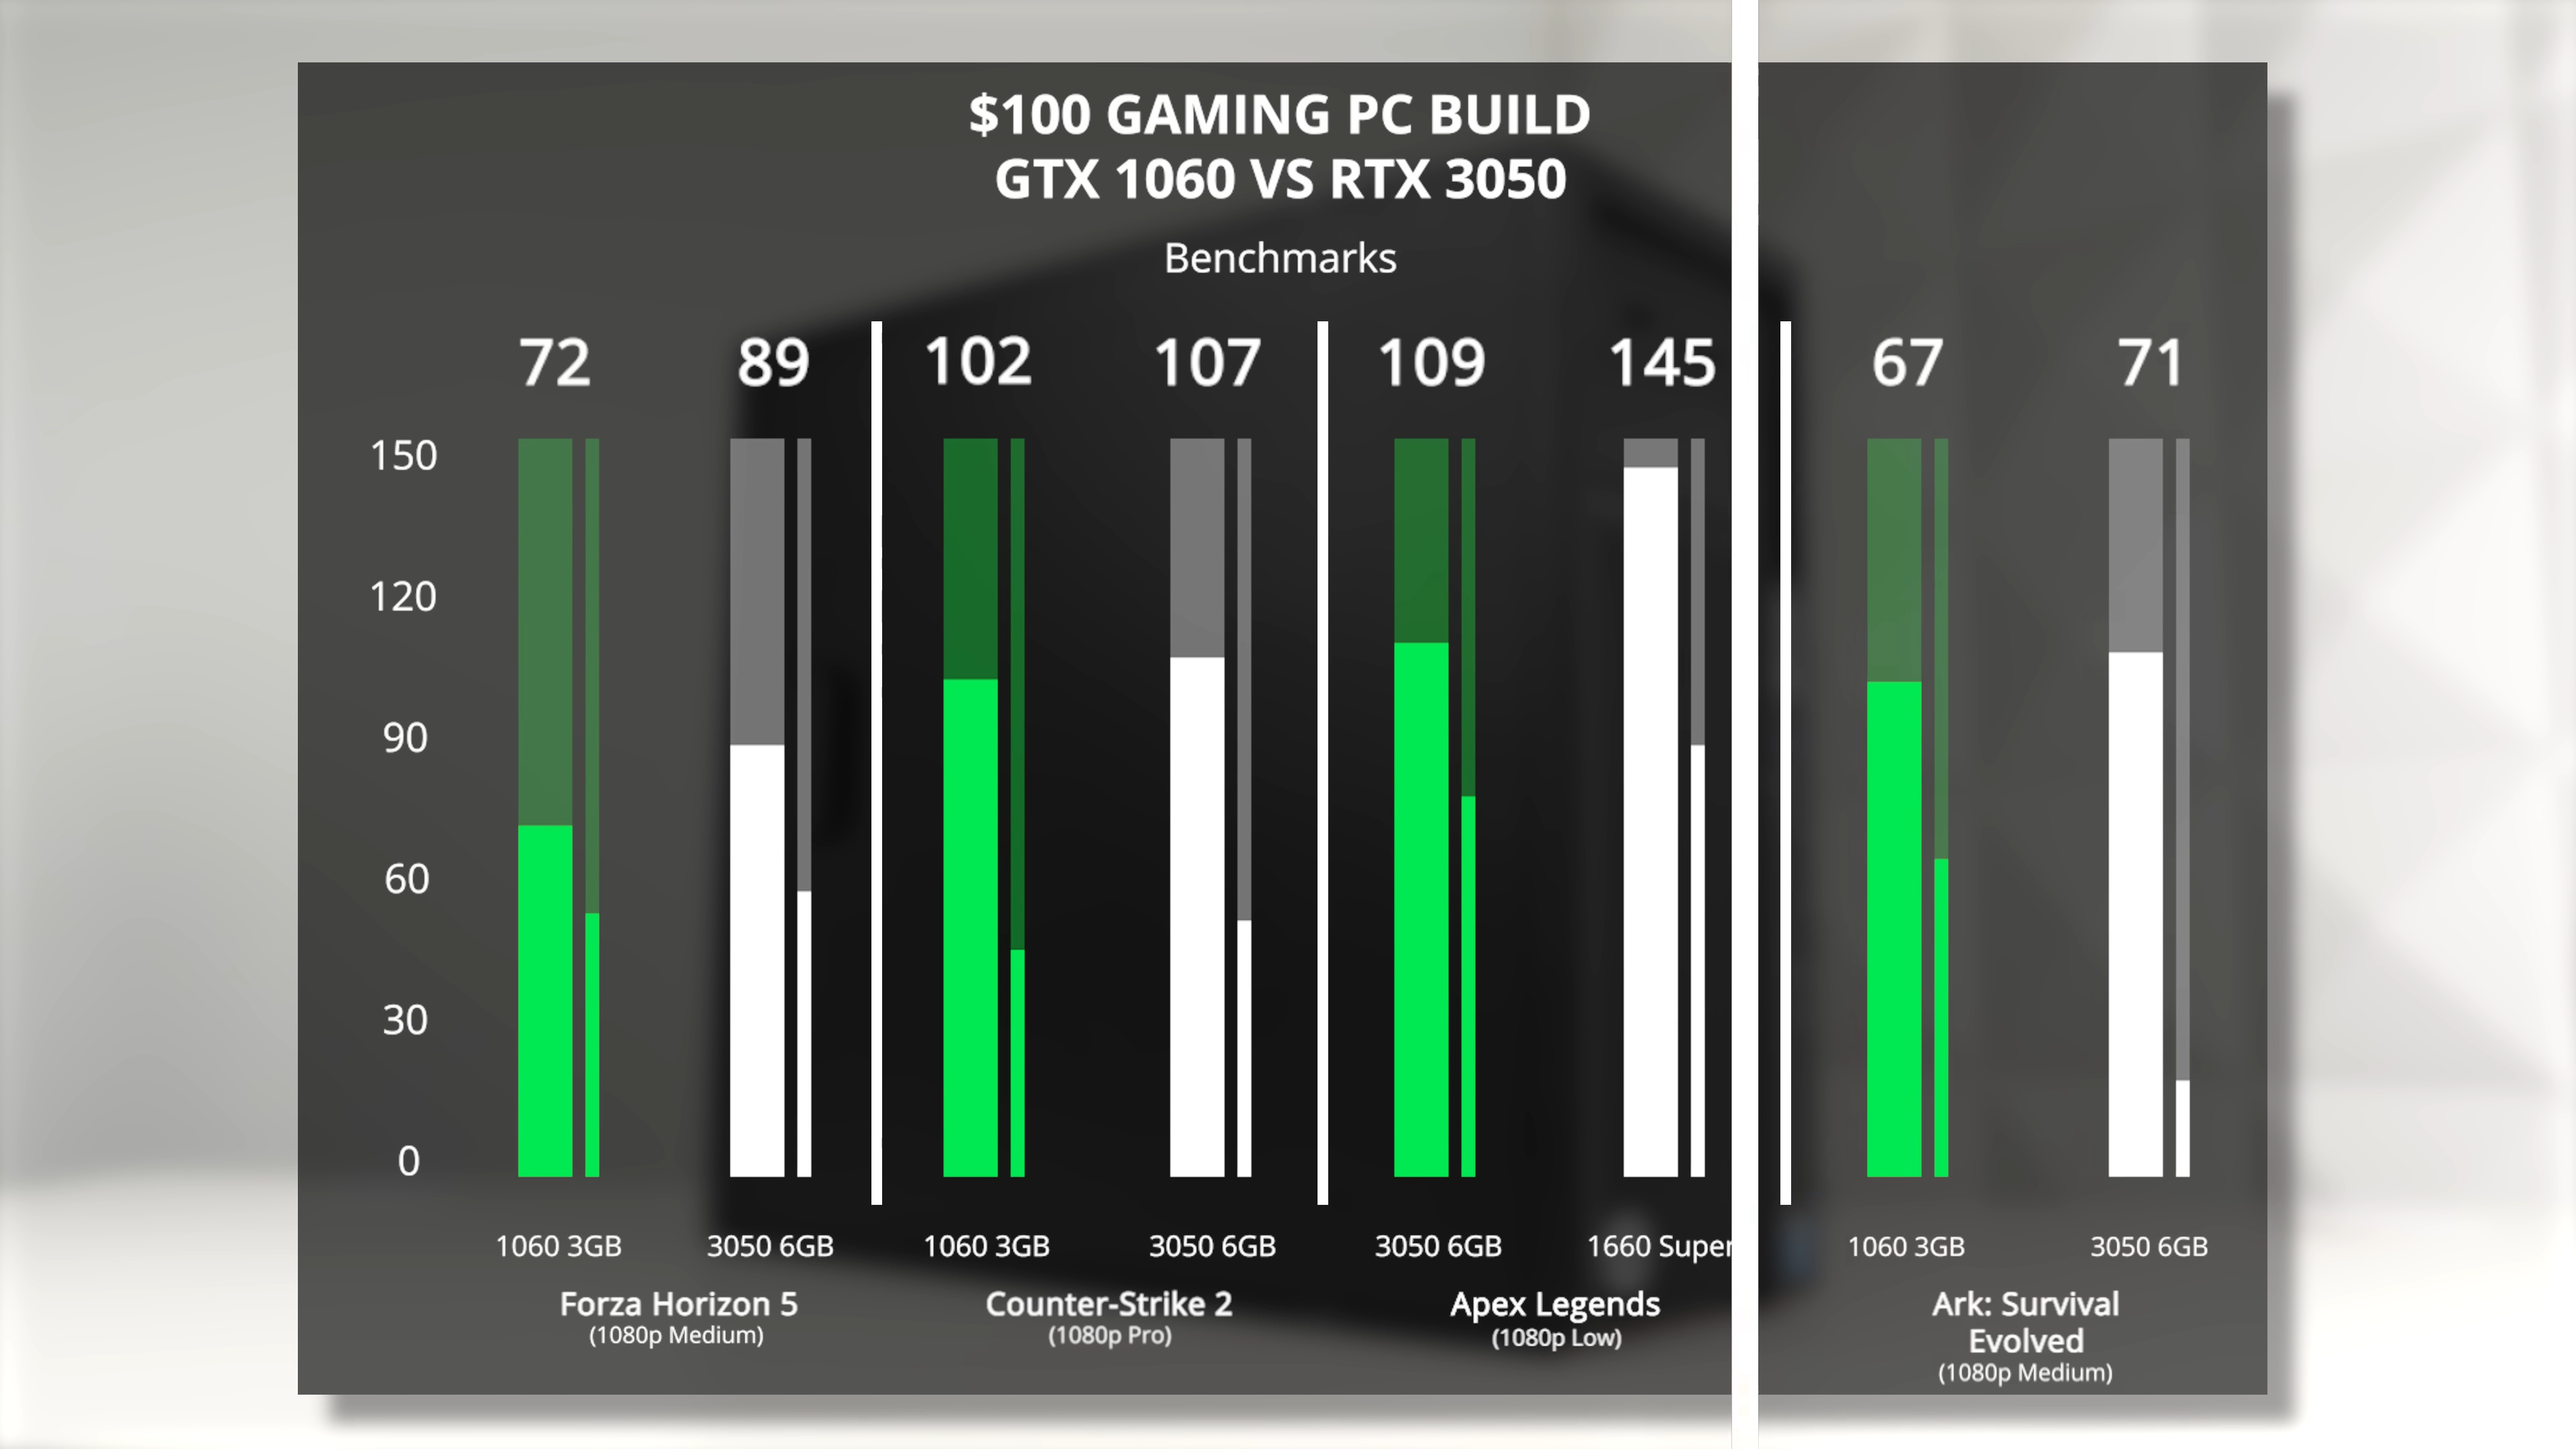 $100 GAMING PC BUILD
GTX 1060 VS RTX 3050
Benchmarks
72 89 102 107 109 145 67 71
150
120
90
60
30
0
1060 3GB 3050 6GB 1060 3GB 3050 6GB 3050 6GB 1660 Super 1060 3GB 3050 6GB
Forza Horizon 5 Counter-Strike 2 Apex Legends Ark: Survival
Evolved
(1080p Medium) (1080p Pro) (1080p Low) (1080p Medium)